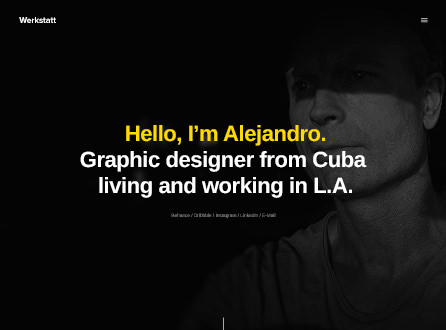 Werkstatt
Hello, I'm Alejandro.
Graphic designer from Cuba
living and working in L.A.
Behance / Dribbble / Instagram / LinkedIn / E-Mail